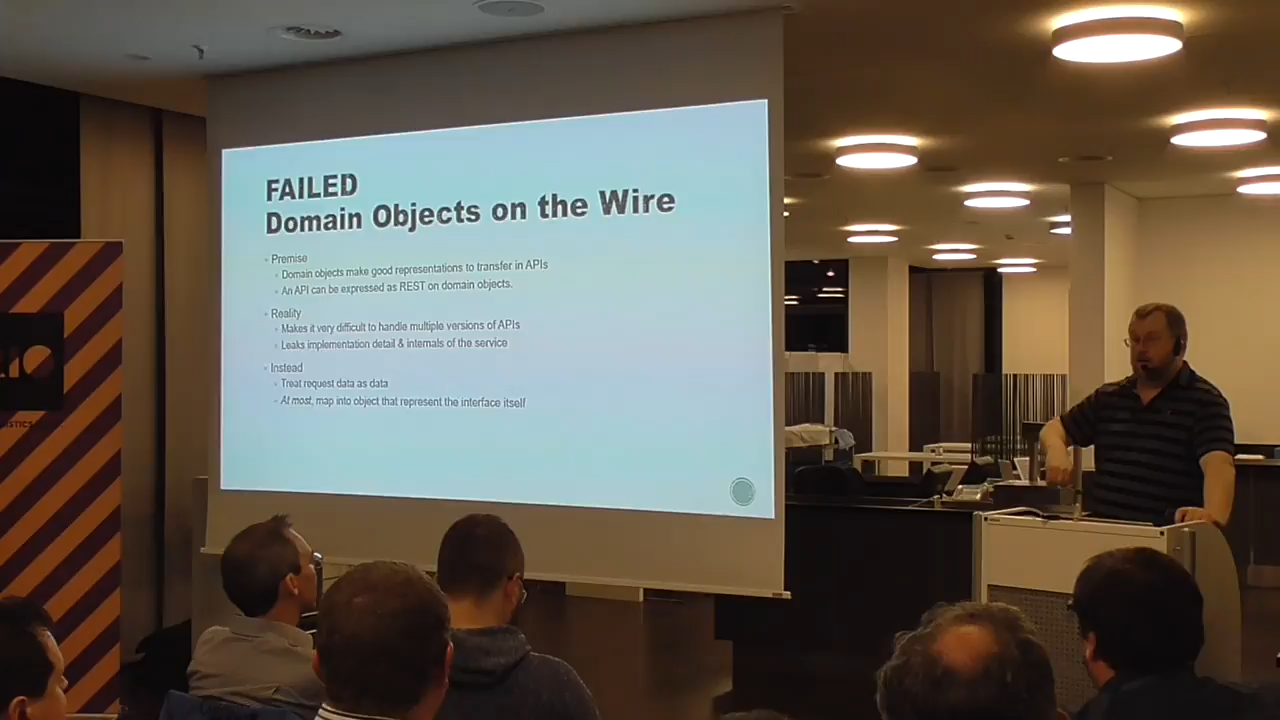 FAILED
Domain Objects on the Wire
Premise
Domain objects make good representations to transfer in APIs
An API can be expressed as REST on domain objects.
Reality
Makes it very difficult to handle multiple versions of APIs
Leaks implementation detail & internals of the service
Instead
Treat request data as data
At most, map into object that represent the interface itself